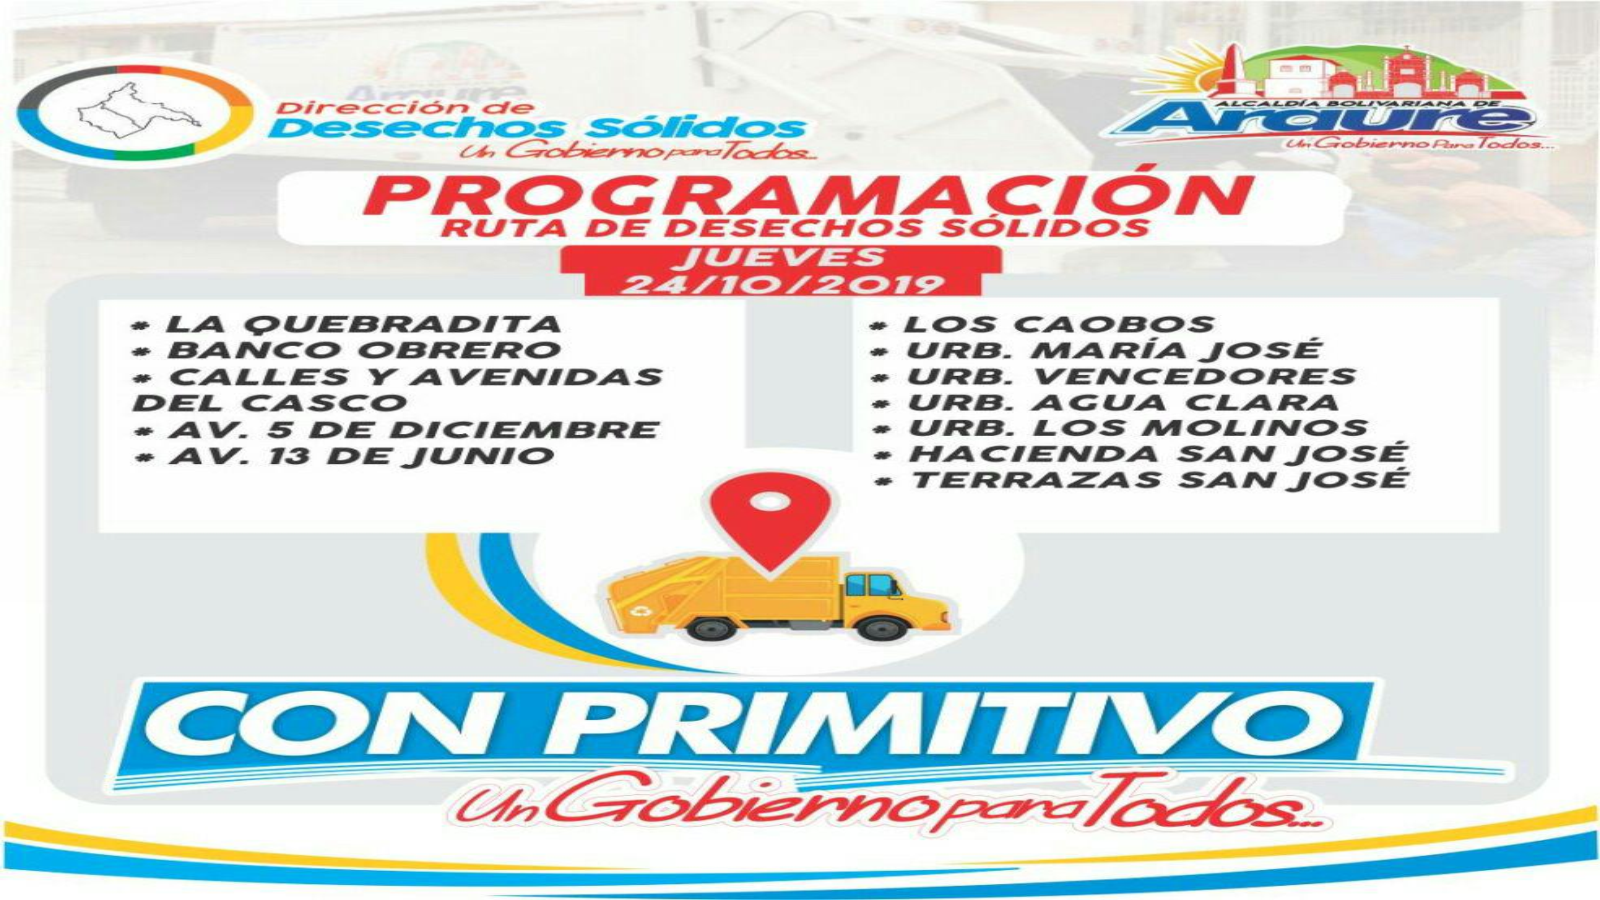 Dirección de
Desechos Sólidos
Un Gobierno para Todos...
ALCALDÍA BOLIVARIANA DE
Araure
Un Gobierno Para Todos...
PROGRAMACIÓN
RUTA DE DESECHOS SÓLIDOS
JUEVES
24/10/2019
* LA QUEBRADITA
* BANCO OBRERO
* CALLES Y AVENIDAS
DEL CASCO
* AV. 5 DE DICIEMBRE
* AV. 13 DE JUNIO
* LOS CAOBOS
* URB. MARÍA JOSÉ
* URB. VENCEDORES
* URB. AGUA CLARA
* URB. LOS MOLINOS
* HACIENDA SAN JOSÉ
* TERRAZAS SAN JOSÉ
CON PRIMITIVO
Un Gobierno para Todos...